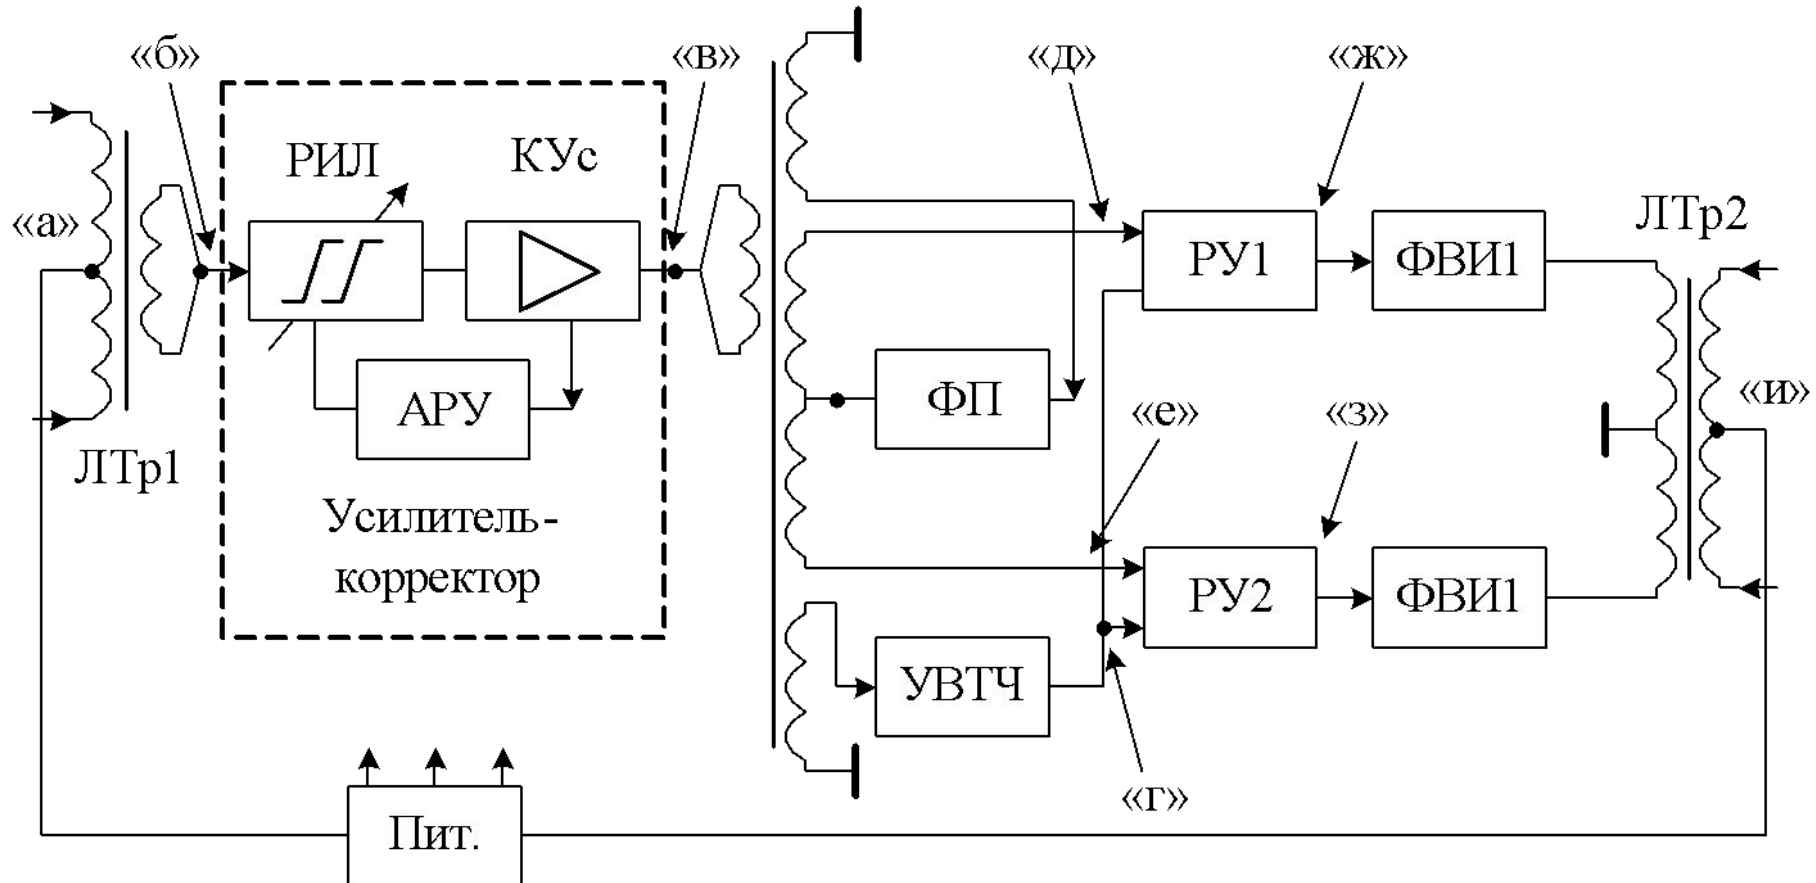 «б»
«в»
«д»
«ж»
РИЛ
КУс
«а»
ЛТр2
РУ1
ФВИ1
АРУ
ФП
«е»
«з»
«и»
ЛТр1
Усилитель-
корректор
РУ2
ФВИ1
УВТЧ
«г»
Пит.